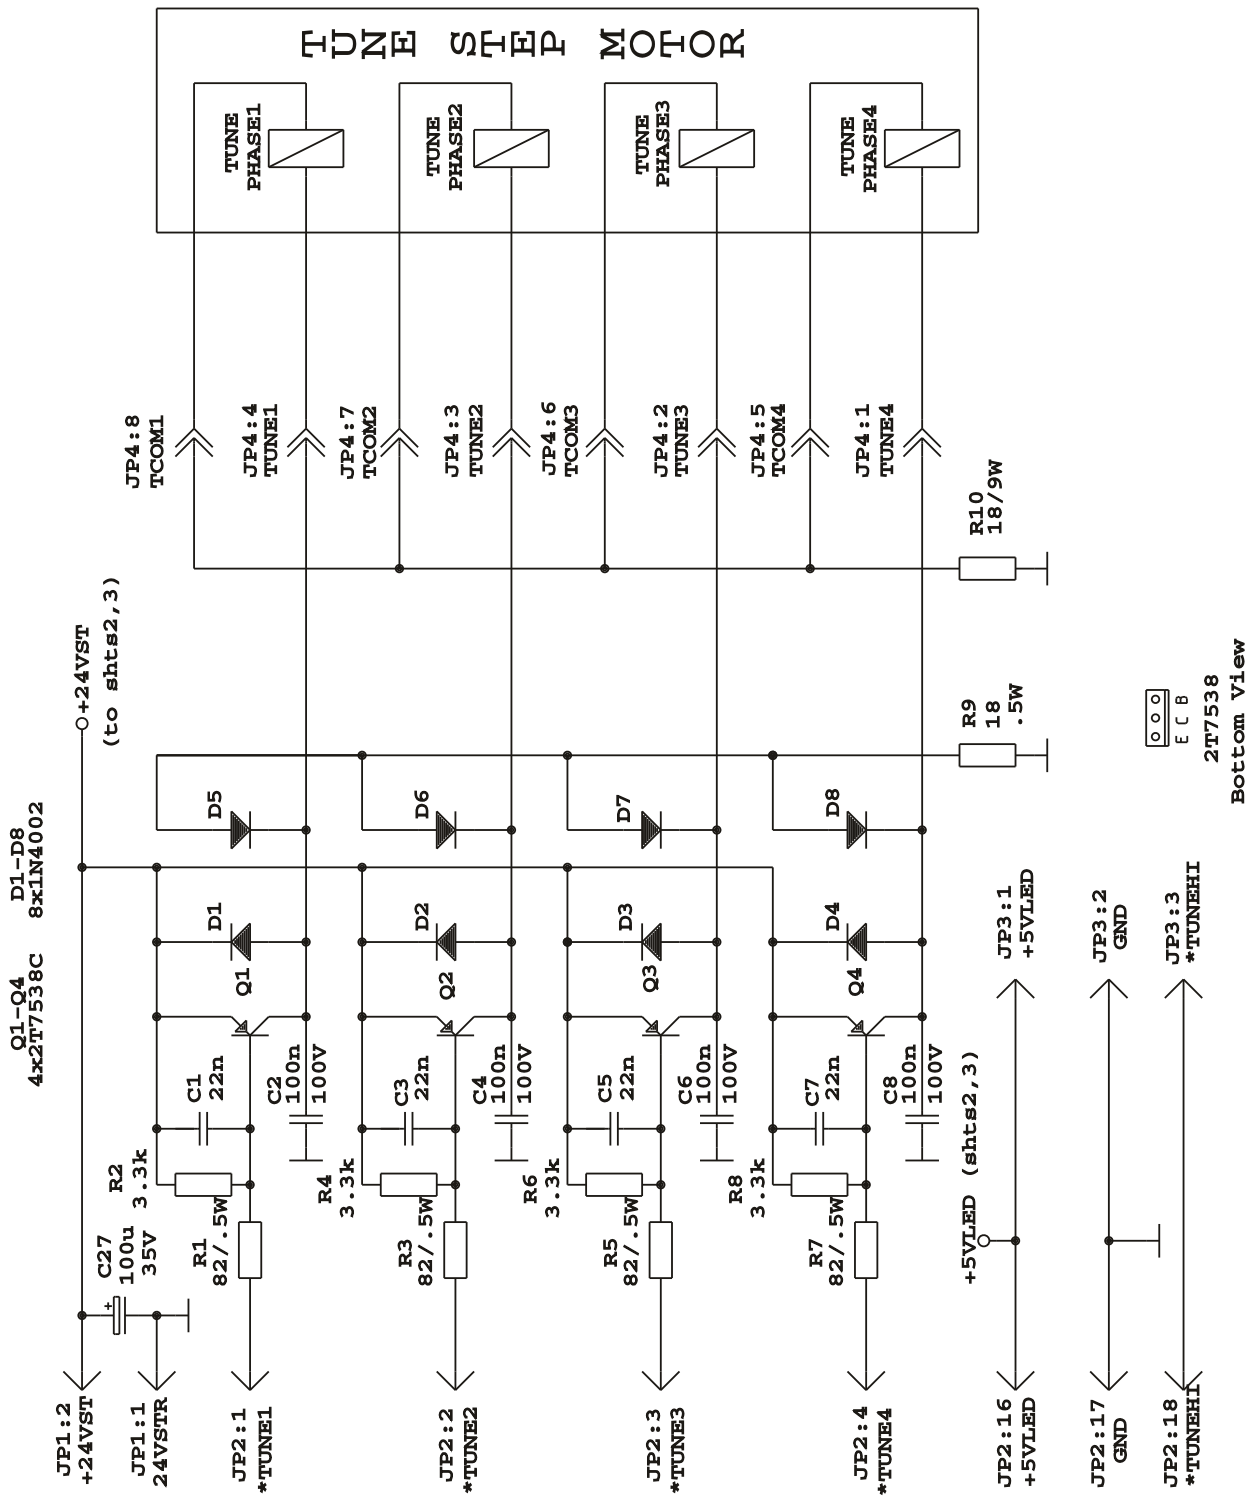 TUNE STEP MOTOR
TUNE
PHASE1
TUNE
PHASE2
TUNE
PHASE3
TUNE
PHASE4
JP4:8
TCOM1
JP4:4
TUNE1
JP4:7
TCOM2
JP4:3
TUNE2
JP4:6
TCOM3
JP4:2
TUNE3
JP4:5
TCOM4
JP4:1
TUNE4
R10
18/9W
+24VST
(to shts2,3)
R9
18
.5W
E C B
2T7538
Bottom View
Q1-Q4
4x2T7538C
D1-D8
8x1N4002
D5
D6
D7
D8
D1
D2
D3
D4
Q1
Q2
Q3
Q4
C1
22n
C2
100n
100V
C3
22n
C4
100n
100V
C5
22n
C6
100n
100V
C7
22n
C8
100n
100V
R2
3.3k
R4
3.3k
R6
3.3k
R8
3.3k
C27
100u
35V
+
R1
82/.5W
R3
82/.5W
R5
82/.5W
R7
82/.5W
+5VLED (shts2,3)
JP3:1
+5VLED
JP3:2
GND
JP3:3
*TUNEHI
JP1:2
+24VST
JP1:1
24VSTR
JP2:1
*TUNE1
JP2:2
*TUNE2
JP2:3
*TUNE3
JP2:4
*TUNE4
JP2:16
+5VLED
JP2:17
GND
JP2:18
*TUNEHI